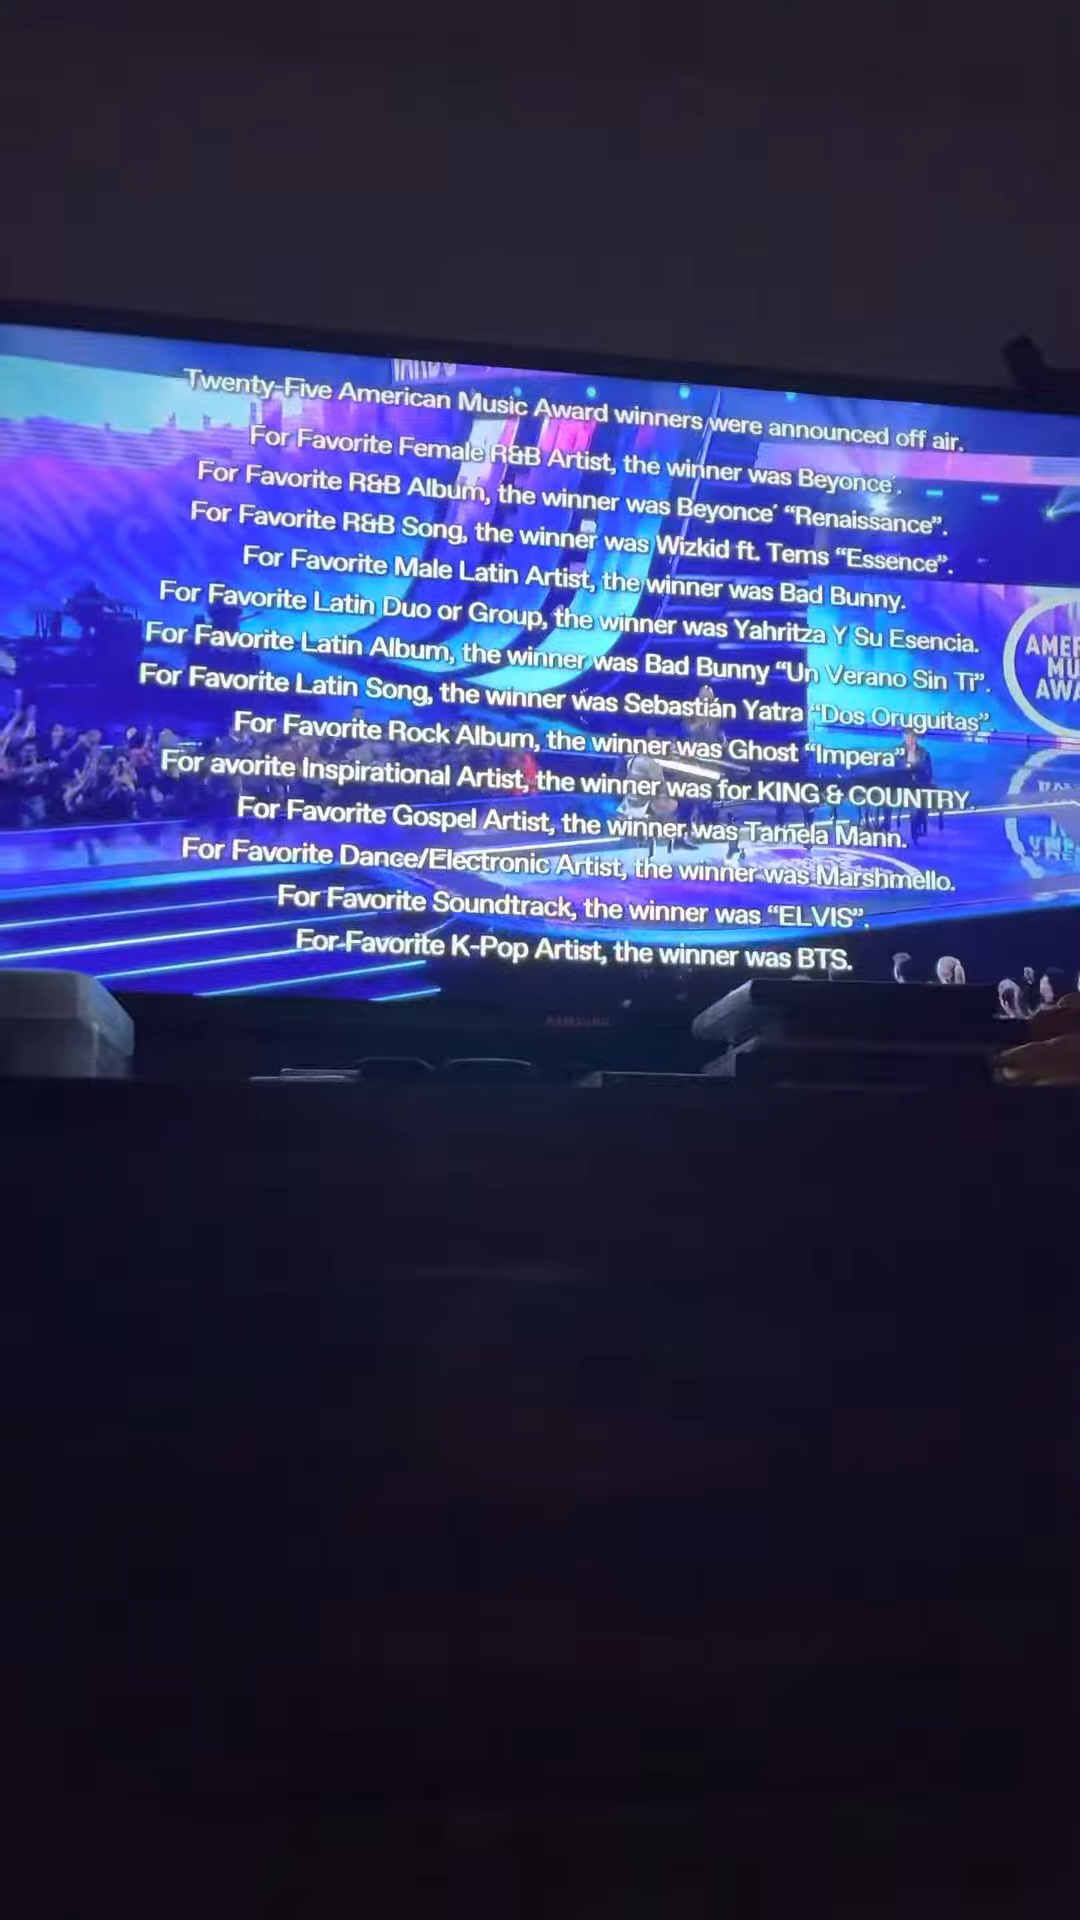 Twenty-Five American Music Award winners were announced off air.
For Favorite Female R&B Artist, the winner was Beyonce´.
For Favorite R&B Album, the winner was Beyonce´ “Renaissance”.
For Favorite R&B Song, the winner was Wizkid ft. Tems “Essence”.
For Favorite Male Latin Artist, the winner was Bad Bunny.
For Favorite Latin Duo or Group, the winner was Yahritza Y Su Esencia.
For Favorite Latin Album, the winner was Bad Bunny “Un Verano Sin Ti”.
For Favorite Latin Song, the winner was Sebastián Yatra “Dos Oruguitas”.
For Favorite Rock Album, the winner was Ghost “Impera”.
For avorite Inspirational Artist, the winner was for KING & COUNTRY.
For Favorite Gospel Artist, the winner was Tamela Mann.
For Favorite Dance/Electronic Artist, the winner was Marshmello.
For Favorite Soundtrack, the winner was “ELVIS”.
For Favorite K-Pop Artist, the winner was BTS.
AMER
MU
AWA
SAMSUNG